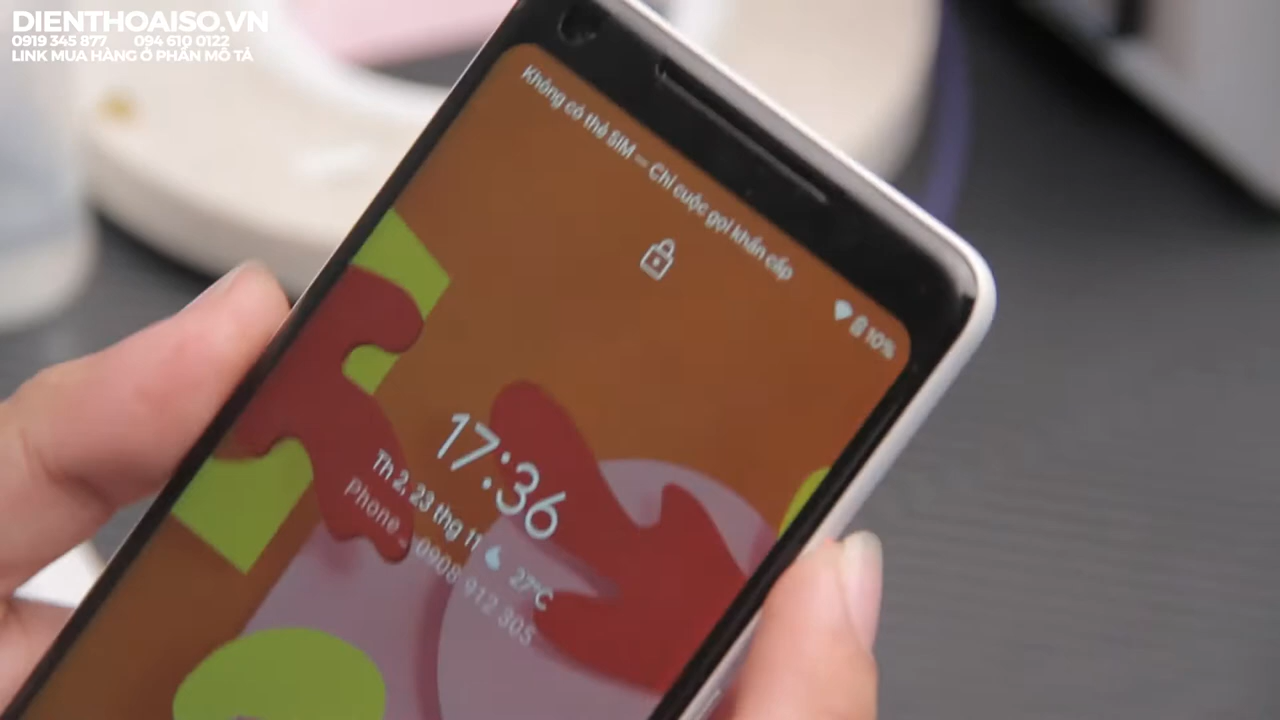 DIENTHOAISO.VN
0919 345 877 094 610 0122
LINK MUA HÀNG Ở PHẦN MÔ TẢ
Không có thẻ SIM — Chỉ cuộc gọi khẩn cấp
10%
17:36
Th 2, 23 thg 11 27°C
Phone_ 0908 912 305